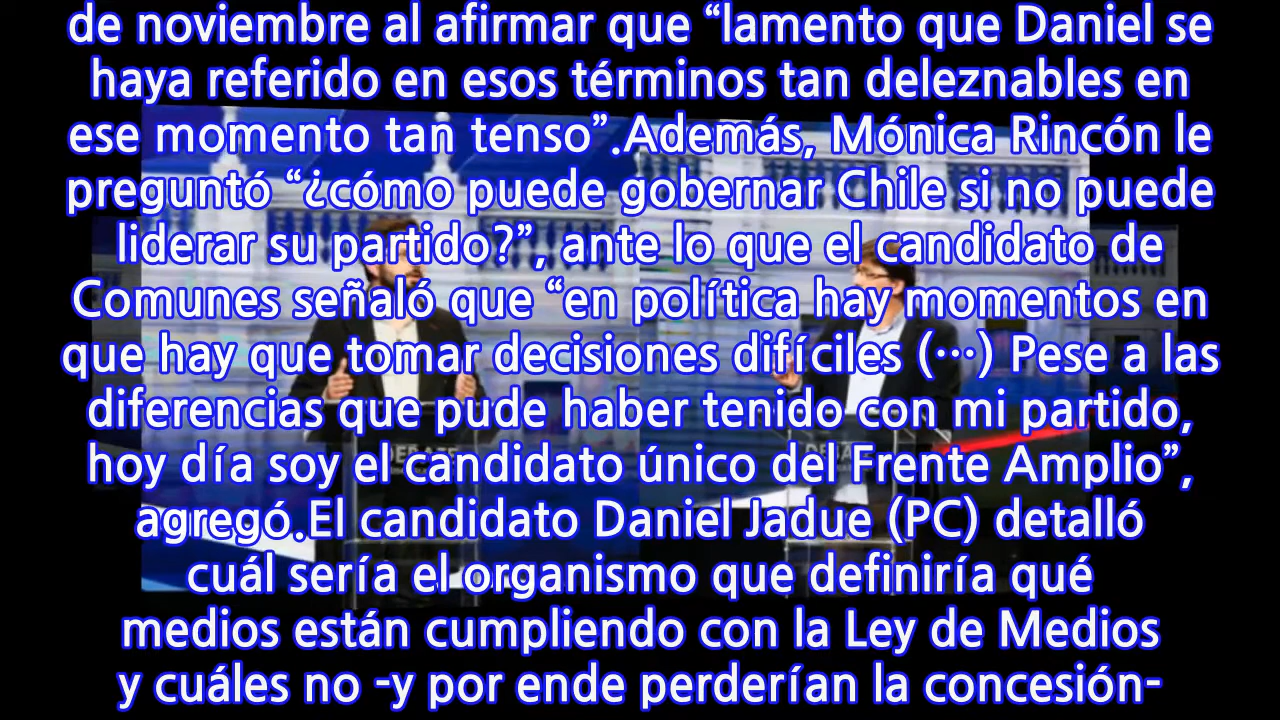 de noviembre al afirmar que “lamento que Daniel se
haya referido en esos términos tan deleznables en
ese momento tan tenso”.Además, Mónica Rincón le
preguntó “¿cómo puede gobernar Chile si no puede
liderar su partido?”, ante lo que el candidato de
Comunes señaló que “en política hay momentos en
que hay que tomar decisiones difíciles (…) Pese a las
diferencias que pude haber tenido con mi partido,
hoy día soy el candidato único del Frente Amplio”,
agregó.El candidato Daniel Jadue (PC) detalló
cuál sería el organismo que definiría qué
medios están cumpliendo con la Ley de Medios
y cuáles no -y por ende perderían la concesión-